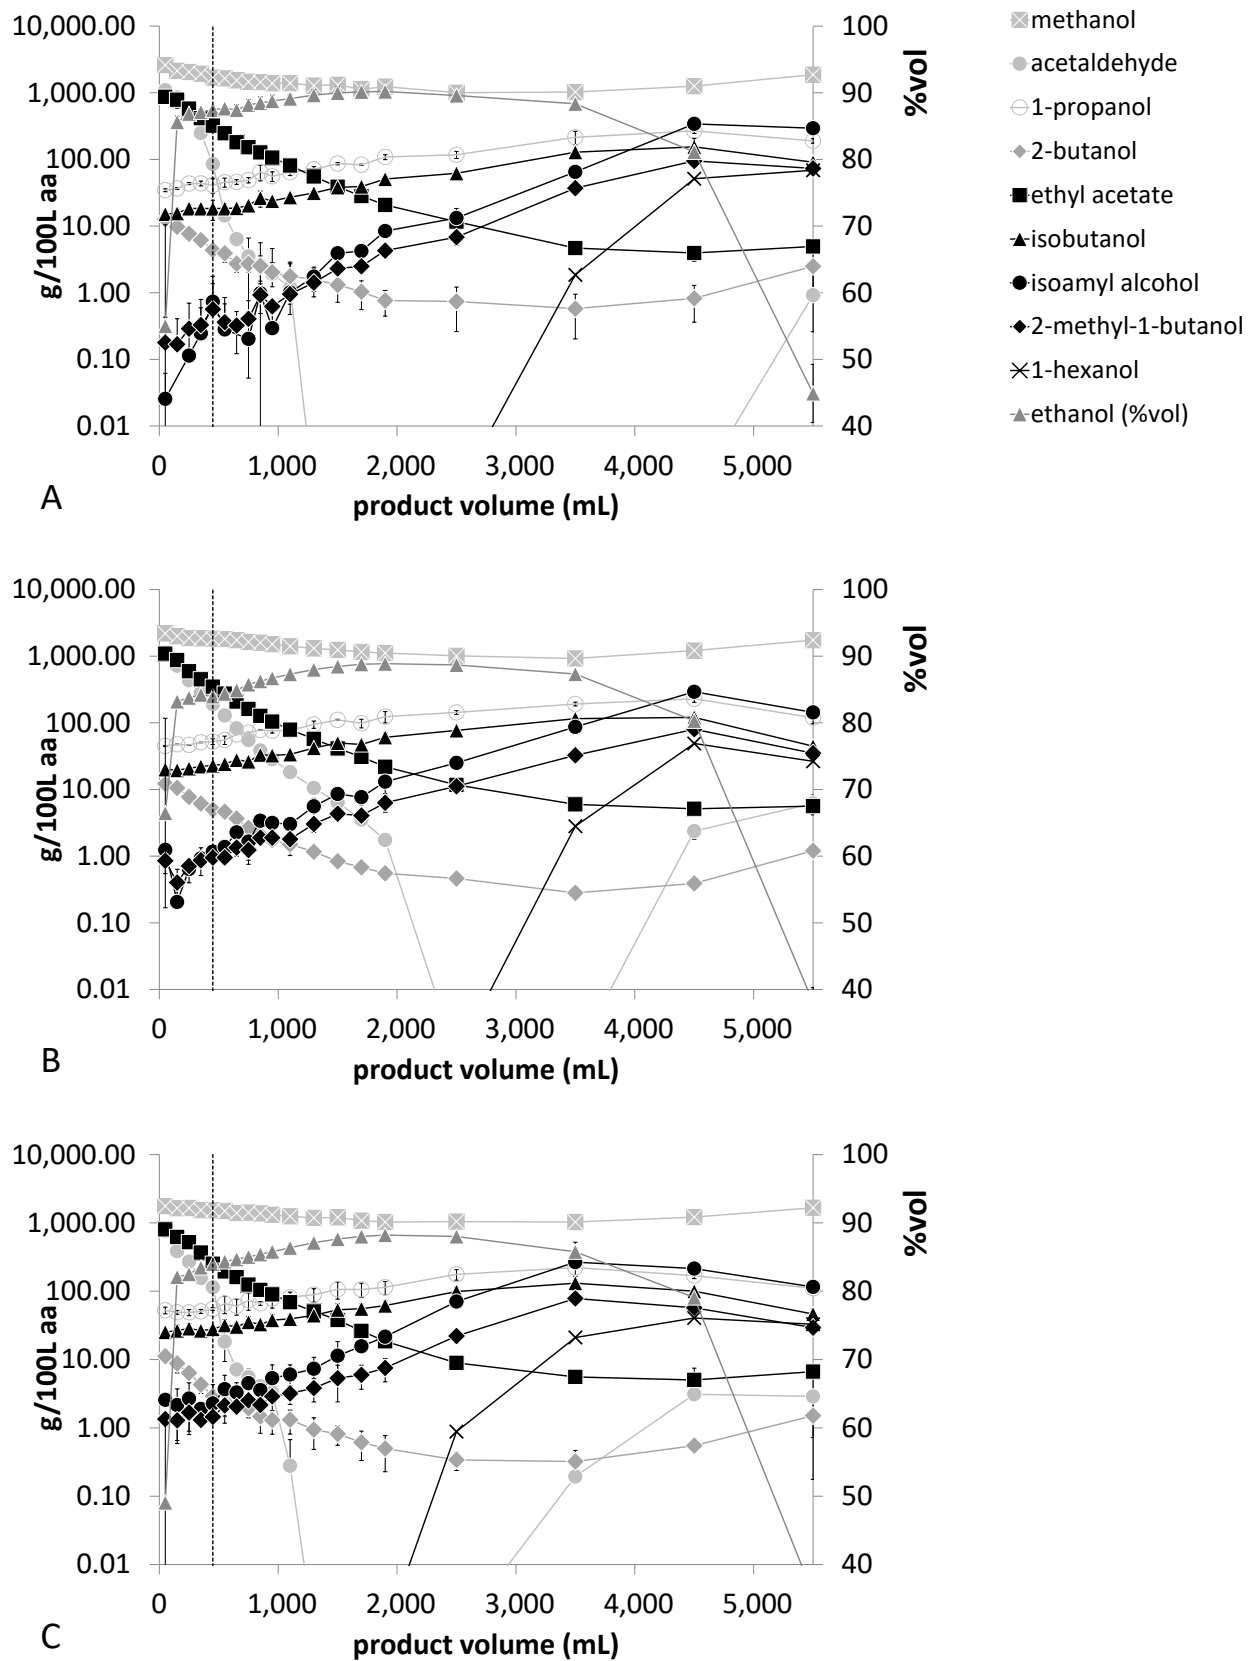 10,000.00
1,000.00
100.00
10.00
1.00
0.10
0.01
g/100L aa
100
90
80
70
60
50
40
%vol
0 1,000 2,000 3,000 4,000 5,000
product volume (mL)
A
methanol
acetaldehyde
1-propanol
2-butanol
ethyl acetate
isobutanol
isoamyl alcohol
2-methyl-1-butanol
1-hexanol
ethanol (%vol)
10,000.00
1,000.00
100.00
10.00
1.00
0.10
0.01
g/100L aa
100
90
80
70
60
50
40
%vol
0 1,000 2,000 3,000 4,000 5,000
product volume (mL)
B
10,000.00
1,000.00
100.00
10.00
1.00
0.10
0.01
g/100L aa
100
90
80
70
60
50
40
%vol
0 1,000 2,000 3,000 4,000 5,000
product volume (mL)
C